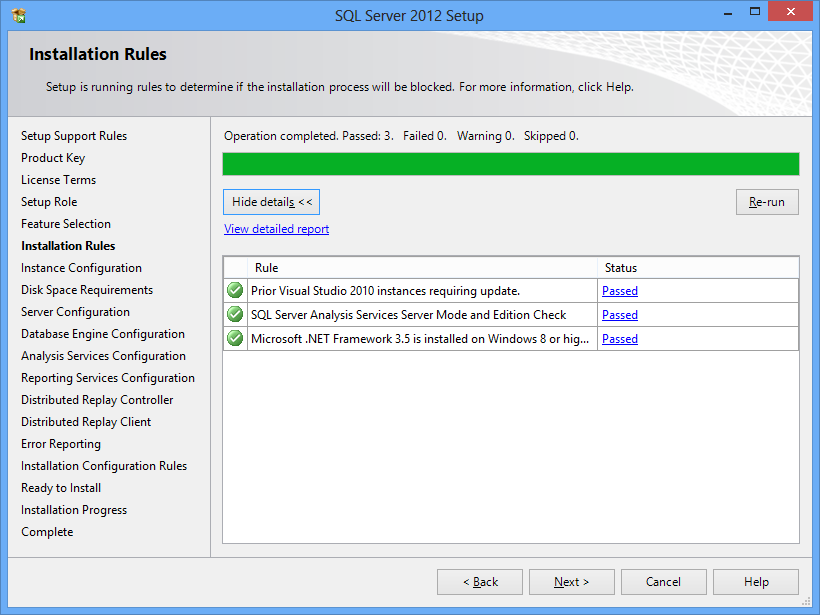 SQL Server 2012 Setup
Installation Rules
Setup is running rules to determine if the installation process will be blocked. For more information, click Help.
Setup Support Rules
Product Key
License Terms
Setup Role
Feature Selection
Installation Rules
Instance Configuration
Disk Space Requirements
Server Configuration
Database Engine Configuration
Analysis Services Configuration
Reporting Services Configuration
Distributed Replay Controller
Distributed Replay Client
Error Reporting
Installation Configuration Rules
Ready to Install
Installation Progress
Complete
Operation completed. Passed: 3. Failed 0. Warning 0. Skipped 0.
Hide details << Re-run
View detailed report
Rule Status
Prior Visual Studio 2010 instances requiring update. Passed
SQL Server Analysis Services Server Mode and Edition Check Passed
Microsoft .NET Framework 3.5 is installed on Windows 8 or hig... Passed
< Back Next > Cancel Help